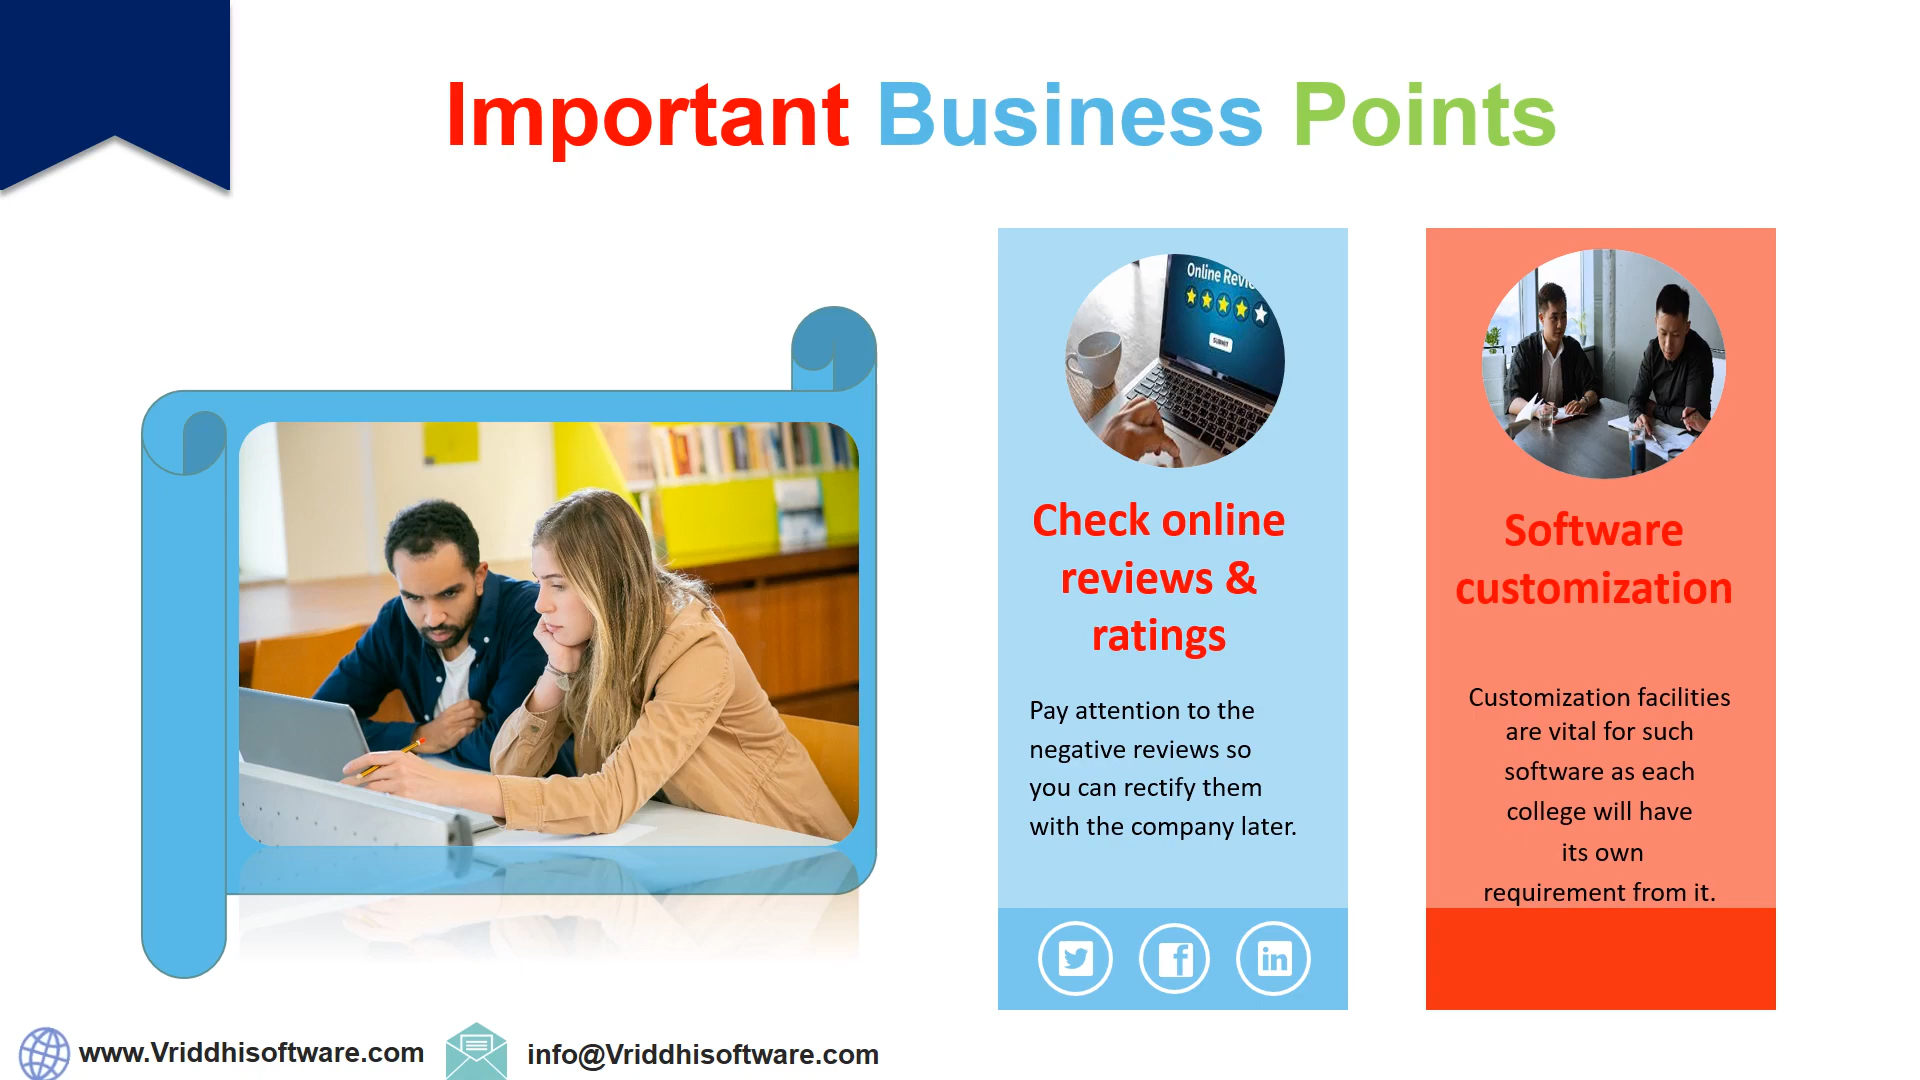 Important Business Points
Online Revie
SUBMIT
Check online
reviews &
ratings
Pay attention to the
negative reviews so
you can rectify them
with the company later.
Software
customization
Customization facilities
are vital for such
software as each
college will have
its own
requirement from it.
www.Vriddhisoftware.com
info@Vriddhisoftware.com